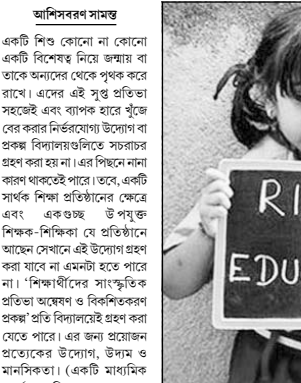 আশিসবরণ সামন্ত
একটি শিশু কোনো না কোনো
একটি বিশেষত্ব নিয়ে জন্মায় বা
তাকে অন্যদের থেকে পৃথক করে
রাখে। এদের এই সুপ্ত প্রতিভা
সহজেই এবং ব্যাপক হারে খুঁজে
বের করার নির্ভরযোগ্য উদ্যোগ বা
প্রকল্প বিদ্যালয়গুলিতে সচরাচর
গ্রহণ করা হয় না। এর পিছনে নানা
কারণ থাকতেই পারে। তবে, একটি
সার্থক শিক্ষা প্রতিষ্ঠানের ক্ষেত্রে
এবং একগুচ্ছ উপযুক্ত
শিক্ষক-শিক্ষিকা যে প্রতিষ্ঠানে
আছেন সেখানে এই উদ্যোগ গ্রহণ
করা যাবে না এমনটা হতে পারে
না। ‘শিক্ষার্থীদের সাংস্কৃতিক
প্রতিভা অন্বেষণ ও বিকশিতকরণ
প্রকল্প’ প্রতি বিদ্যালয়েই গ্রহণ করা
যেতে পারে। এর জন্য প্রয়োজন
প্রত্যেকের উদ্যোগ, উদ্যম ও
মানসিকতা। (একটি মাধ্যমিক
RI
EDU